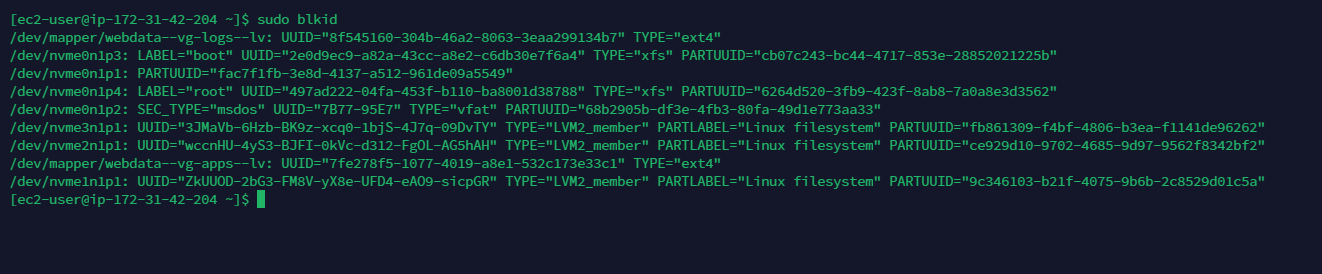 [ec2-user@ip-172-31-42-204 ~]$ sudo blkid
/dev/mapper/webdata--vg-logs--lv: UUID="8f545160-304b-46a2-8063-3eaa299134b7" TYPE="ext4"
/dev/nvme0n1p3: LABEL="boot" UUID="2e0d9ec9-a82a-43cc-a8e2-c6db30e7f6a4" TYPE="xfs" PARTUUID="cb07c243-bc44-4717-853e-28852021225b"
/dev/nvme0n1p1: PARTUUID="fac7f1fb-3e8d-4137-a512-961de09a5549"
/dev/nvme0n1p4: LABEL="root" UUID="497ad222-04fa-453f-b110-ba8001d38788" TYPE="xfs" PARTUUID="6264d520-3fb9-423f-8ab8-7a0a8e3d3562"
/dev/nvme0n1p2: SEC_TYPE="msdos" UUID="7B77-95E7" TYPE="vfat" PARTUUID="68b2905b-df3e-4fb3-80fa-49d1e773aa33"
/dev/nvme3n1p1: UUID="3JMaVb-6Hzb-BK9z-xcq0-1bjS-4J7q-09DvTY" TYPE="LVM2_member" PARTLABEL="Linux filesystem" PARTUUID="fb861309-f4bf-4806-b3ea-f1141de96262"
/dev/nvme2n1p1: UUID="wccnHU-4yS3-BJFI-0kVc-d312-FgOL-AG5hAH" TYPE="LVM2_member" PARTLABEL="Linux filesystem" PARTUUID="ce929d10-9702-4685-9d97-9562f8342bf2"
/dev/mapper/webdata--vg-apps--lv: UUID="7fe278f5-1077-4019-a8e1-532c173e33c1" TYPE="ext4"
/dev/nvme1n1p1: UUID="ZkUUOD-2bG3-FM8V-yX8e-UFD4-eAO9-sicpGR" TYPE="LVM2_member" PARTLABEL="Linux filesystem" PARTUUID="9c346103-b21f-4075-9b6b-2c8529d01c5a"
[ec2-user@ip-172-31-42-204 ~]$